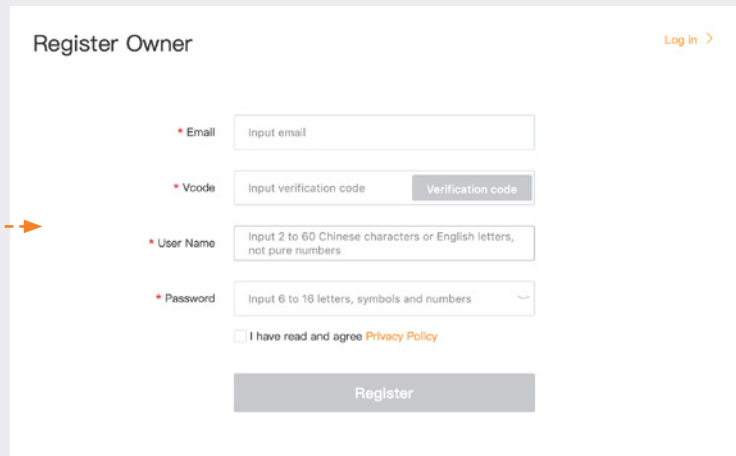 Register Owner
Log in >
* Email
Input email
* Vcode
Input verification code
Verification code
* User Name
Input 2 to 60 Chinese characters or English letters,
not pure numbers
* Password
Input 6 to 16 letters, symbols and numbers
I have read and agree Privacy Policy
Register